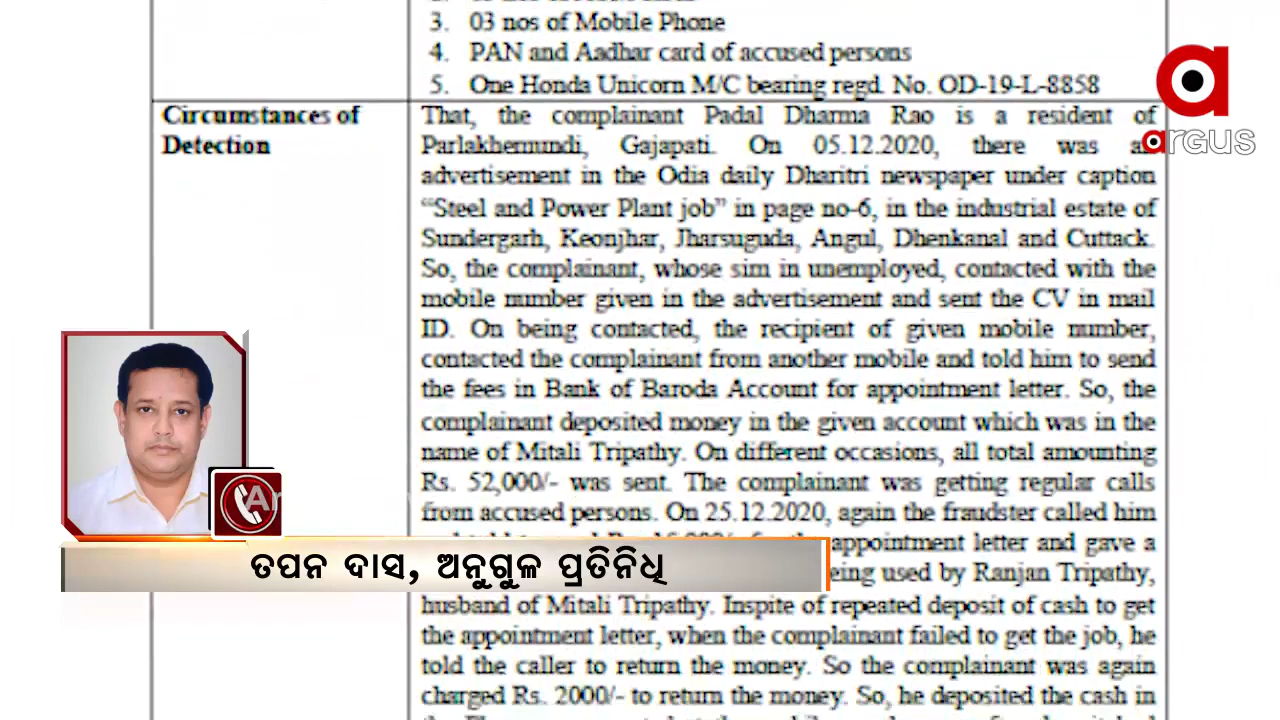 3. 03 nos of Mobile Phone
4. PAN and Aadhar card of accused persons
5. One Honda Unicorn M/C bearing regd. No. OD-19-L-8858
argus
Circumstances of
Detection
That, the complainant Padal Dharma Rao is a resident of
Parlakhemundi, Gajapati. On 05.12.2020, there was
advertisement in the Odia daily Dharitri newspaper under caption
“Steel and Power Plant job” in page no-6, in the industrial estate of
Sundergarh, Keonjhar, Jharsuguda, Angul, Dhenkanal and Cuttack.
So, the complainant, whose sim in unemployed, contacted with the
mobile number given in the advertisement and sent the CV in mail
ID. On being contacted, the recipient of given mobile number,
contacted the complainant from another mobile and told him to send
the fees in Bank of Baroda Account for appointment letter. So, the
complainant deposited money in the given account which was in the
name of Mitali Tripathy. On different occasions, all total amounting
Rs. 52,000/- was sent. The complainant was getting regular calls
from accused persons. On 25.12.2020, again the fraudster called him
appointment letter and gave a
being used by Ranjan Tripathy,
husband of Mitali Tripathy. Inspite of repeated deposit of cash to get
the appointment letter, when the complainant failed to get the job, he
told the caller to return the money. So the complainant was again
charged Rs. 2000/- to return the money. So, he deposited the cash in
ତପନ ଦାସ, ଅନୁଗୁଳ ପ୍ରତିନିଧି